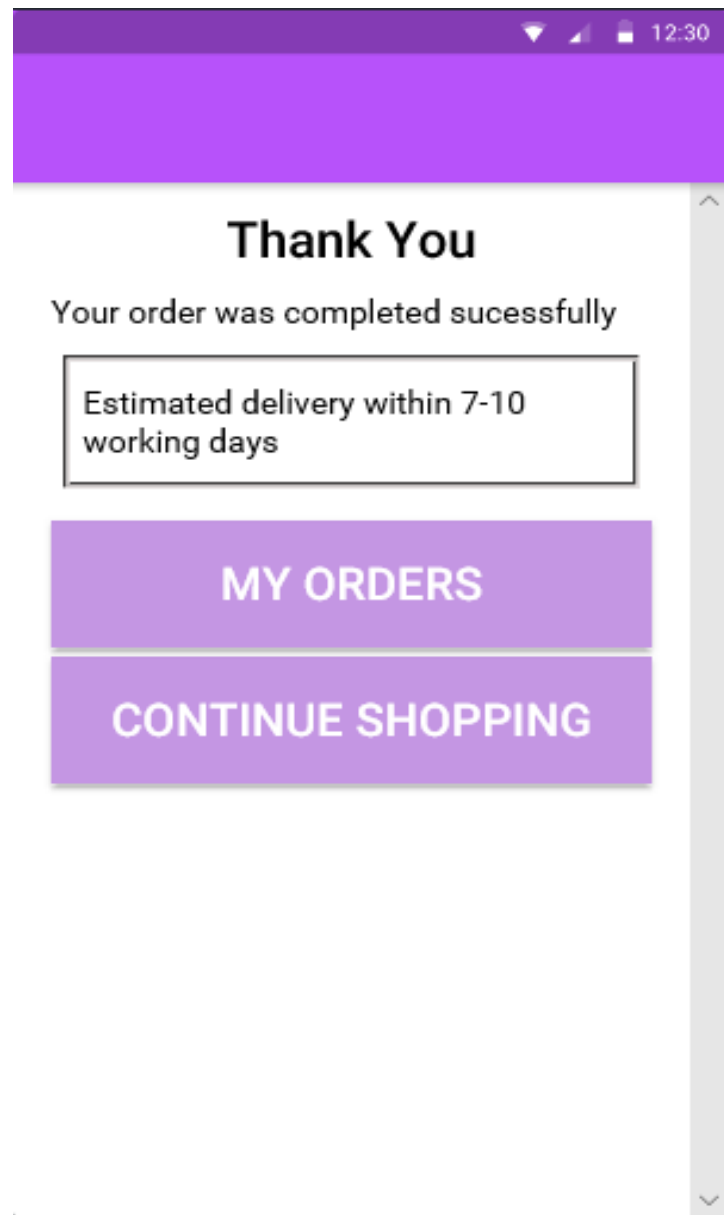 12:30
Thank You
Your order was completed sucessfully
Estimated delivery within 7-10
working days
MY ORDERS
CONTINUE SHOPPING